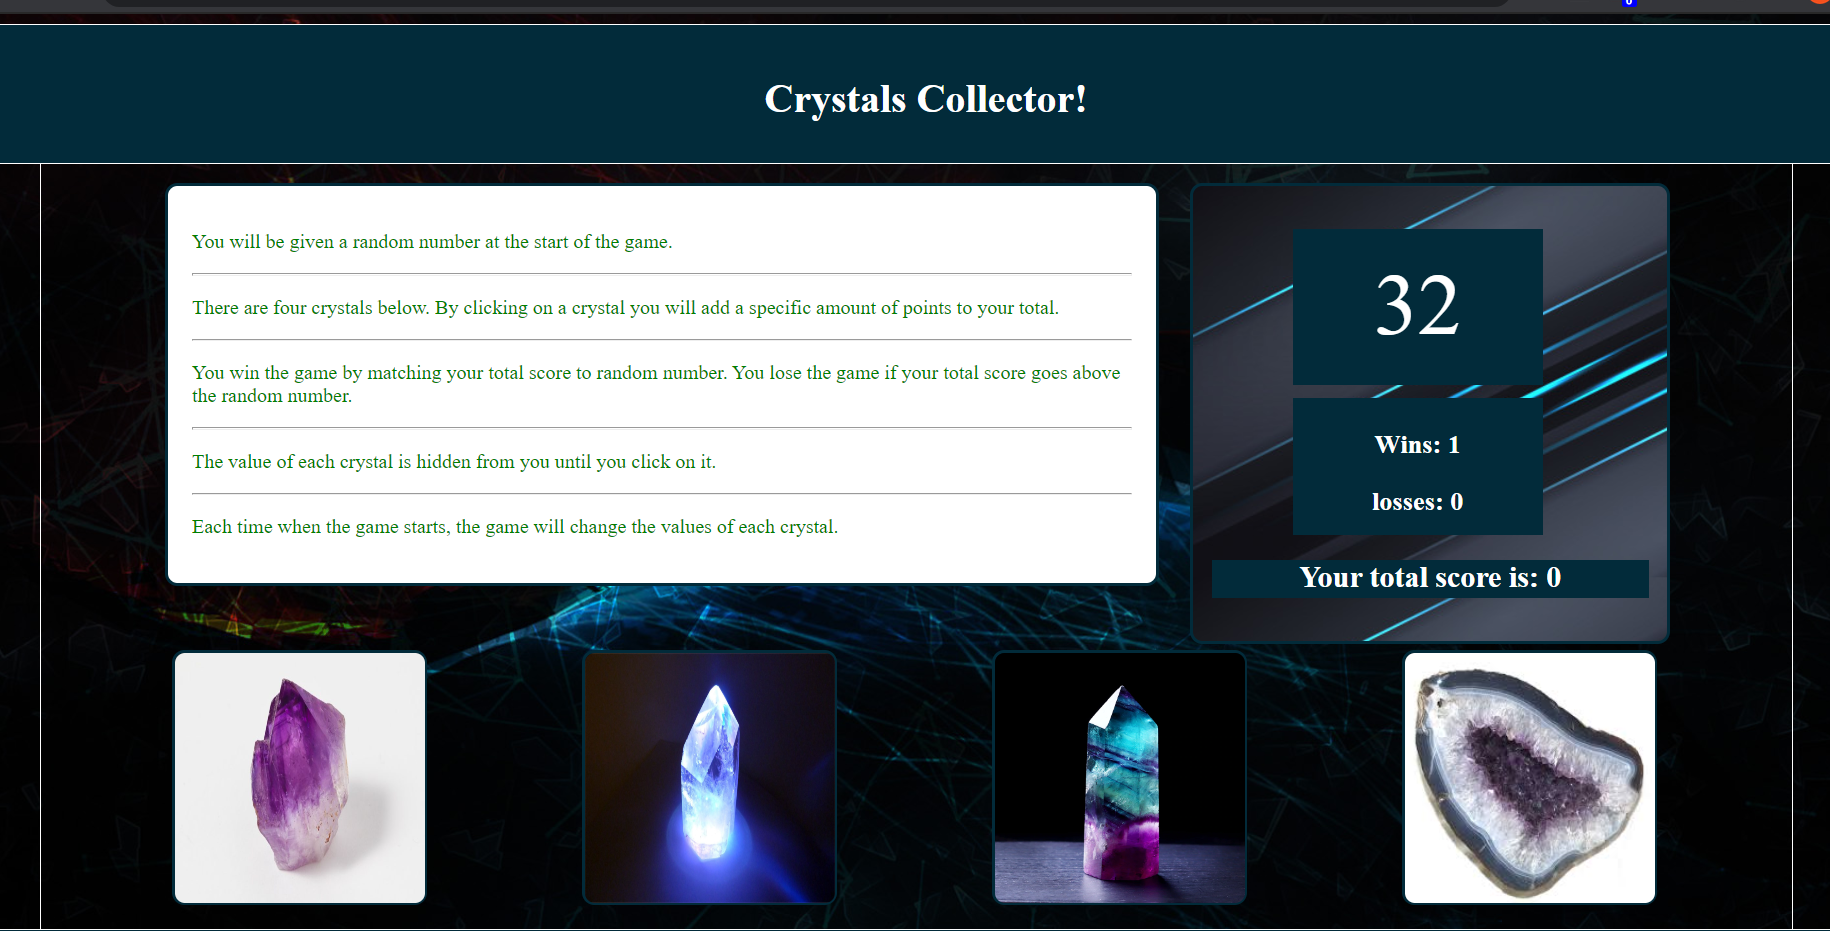 Crystals Collector!
You will be given a random number at the start of the game.
There are four crystals below. By clicking on a crystal you will add a specific amount of points to your total.
You win the game by matching your total score to random number. You lose the game if your total score goes above
the random number.
The value of each crystal is hidden from you until you click on it.
Each time when the game starts, the game will change the values of each crystal.
32
Wins: 1
losses: 0
Your total score is: 0